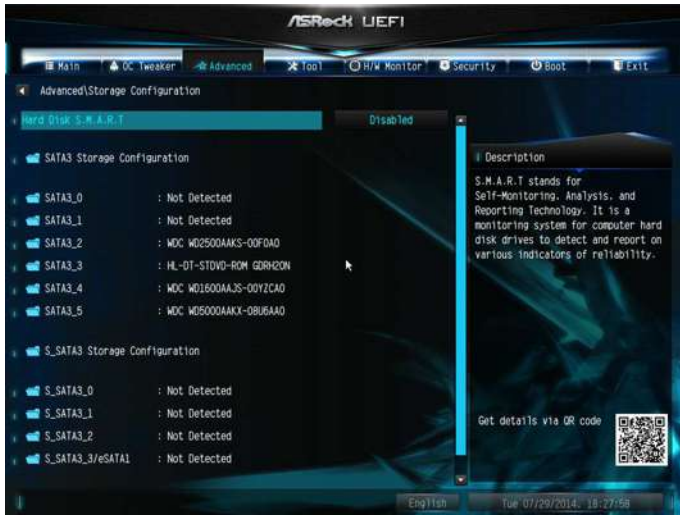 ASRock UEFI
Main OC Tweaker Advanced Tool H/W Monitor Security Boot Exit
Advanced\Storage Configuration
Hard Disk S.M.A.R.T Disabled
SATA3 Storage Configuration
SATA3_0 : Not Detected
SATA3_1 : Not Detected
SATA3_2 : WDC WD2500AAKS-00F0A0
SATA3_3 : HL-DT-STDVD-ROM GDRH20N
SATA3_4 : WDC WD1600AAJS-00YZCA0
SATA3_5 : WDC WD5000AAKX-08U6AA0
S_SATA3 Storage Configuration
S_SATA3_0 : Not Detected
S_SATA3_1 : Not Detected
S_SATA3_2 : Not Detected
S_SATA3_3/eSATA1 : Not Detected
Description
S.M.A.R.T stands for
Self-Monitoring, Analysis, and
Reporting Technology. It is a
monitoring system for computer hard
disk drives to detect and report on
various indicators of reliability.
Get details via QR code
English Tue 07/29/2014, 18:27:58